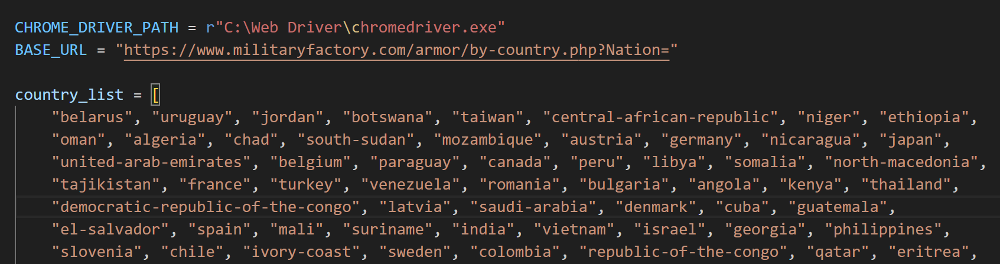 CHROME_DRIVER_PATH = r"C:\Web Driver\chromedriver.exe"
BASE_URL = "https://www.militaryfactory.com/armor/by-country.php?Nation="
country_list = [
"belarus", "uruguay", "jordan", "botswana", "taiwan", "central-african-republic", "niger", "ethiopia",
"oman", "algeria", "chad", "south-sudan", "mozambique", "austria", "germany", "nicaragua", "japan",
"united-arab-emirates", "belgium", "paraguay", "canada", "peru", "libya", "somalia", "north-macedonia",
"tajikistan", "france", "turkey", "venezuela", "romania", "bulgaria", "angola", "kenya", "thailand",
"democratic-republic-of-the-congo", "latvia", "saudi-arabia", "denmark", "cuba", "guatemala",
"el-salvador", "spain", "mali", "suriname", "india", "vietnam", "israel", "georgia", "philippines",
"slovenia", "chile", "ivory-coast", "sweden", "colombia", "republic-of-the-congo", "qatar", "eritrea",